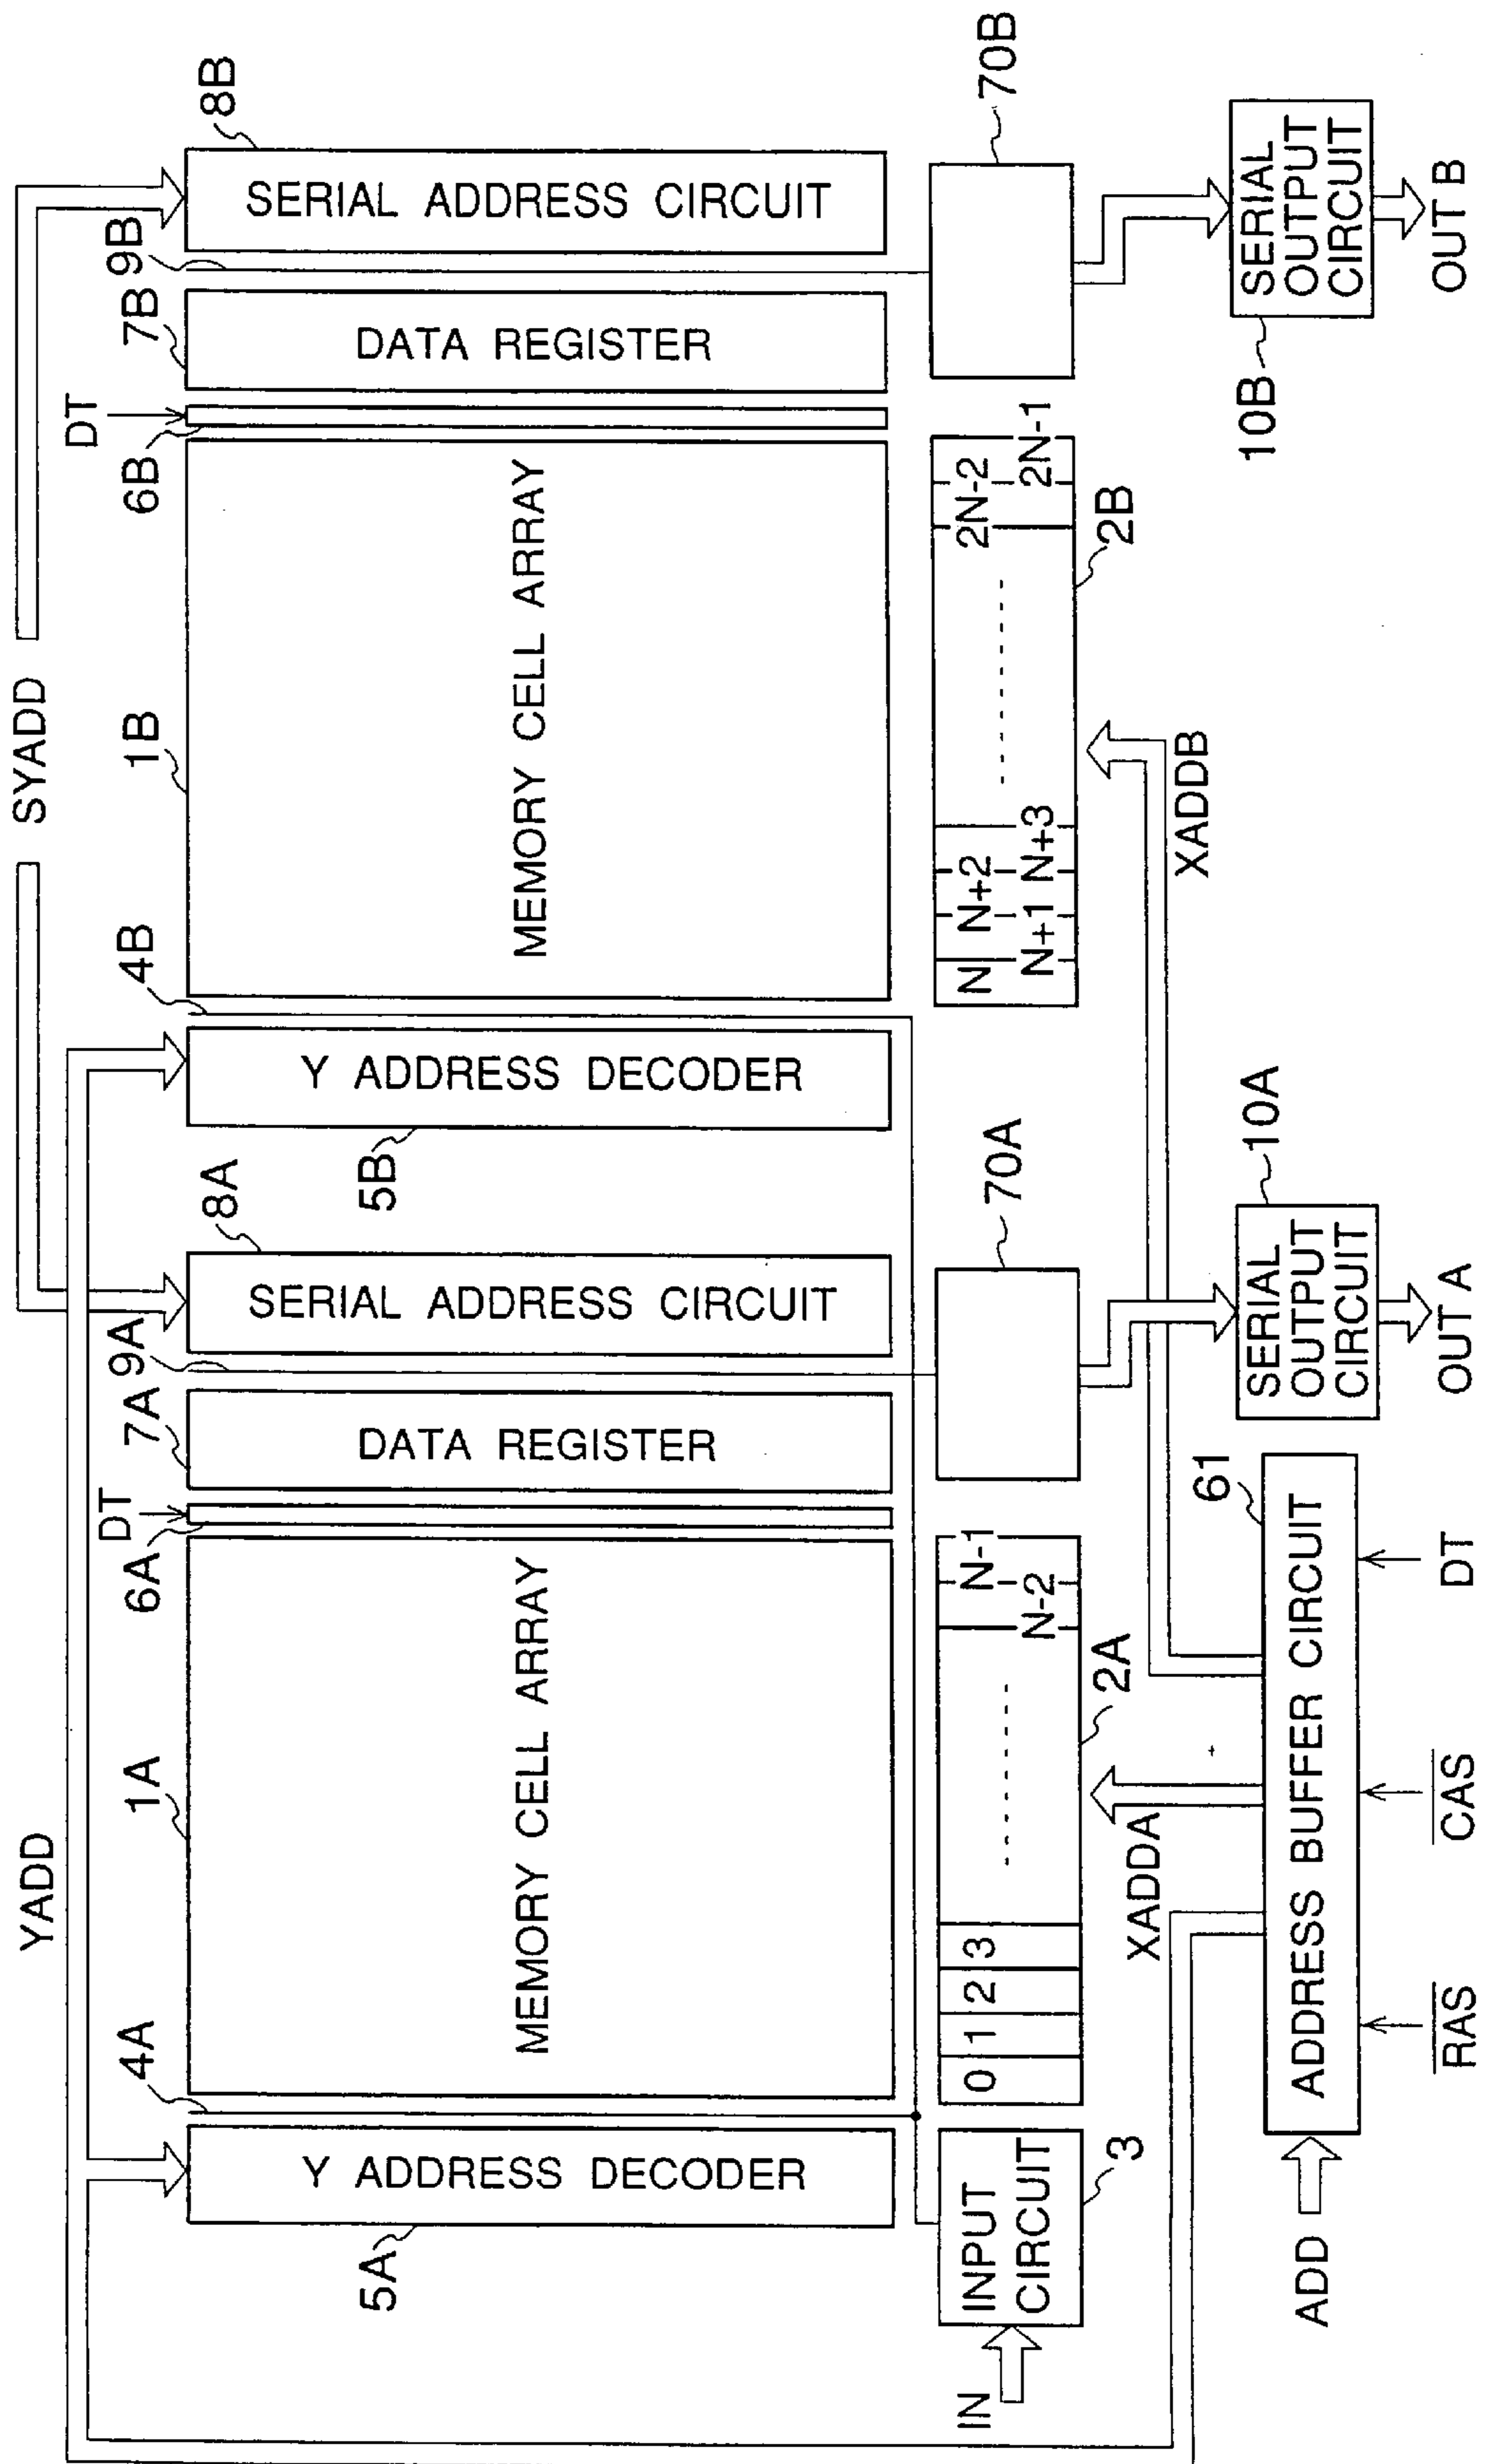 YADD
SYADD
4A
1A
DT
6A
7A
9A
8A
4B
1B
DT
6B
7B
9B
8B
Y ADDRESS DECODER
MEMORY CELL ARRAY
DATA REGISTER
SERIAL ADDRESS CIRCUIT
Y ADDRESS DECODER
MEMORY CELL ARRAY
DATA REGISTER
SERIAL ADDRESS CIRCUIT
5A
5B
IN
INPUT
CIRCUIT
3
0 1 2 3 N-2 N-1
2A
70A
N N+1 N+2 N+3 2N-2 2N-1
2B
70B
XADDA
XADDB
ADD
ADDRESS BUFFER CIRCUIT
61
SERIAL
OUTPUT
CIRCUIT
10A
SERIAL
OUTPUT
CIRCUIT
10B
RAS
CAS
DT
OUT A
OUT B